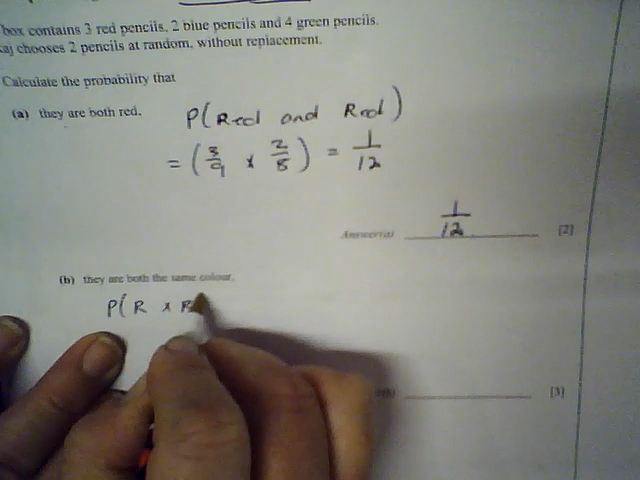 box contains 3 red pencils, 2 blue pencils and 4 green pencils.
aj chooses 2 pencils at random, without replacement.
Calculate the probability that
(a) they are both red,
P(Red and Red)
= (3/9 × 2/8) = 1/12
1/12
Answer(a) [2]
(b) they are both the same colour.
P(R × R
(b) [3]